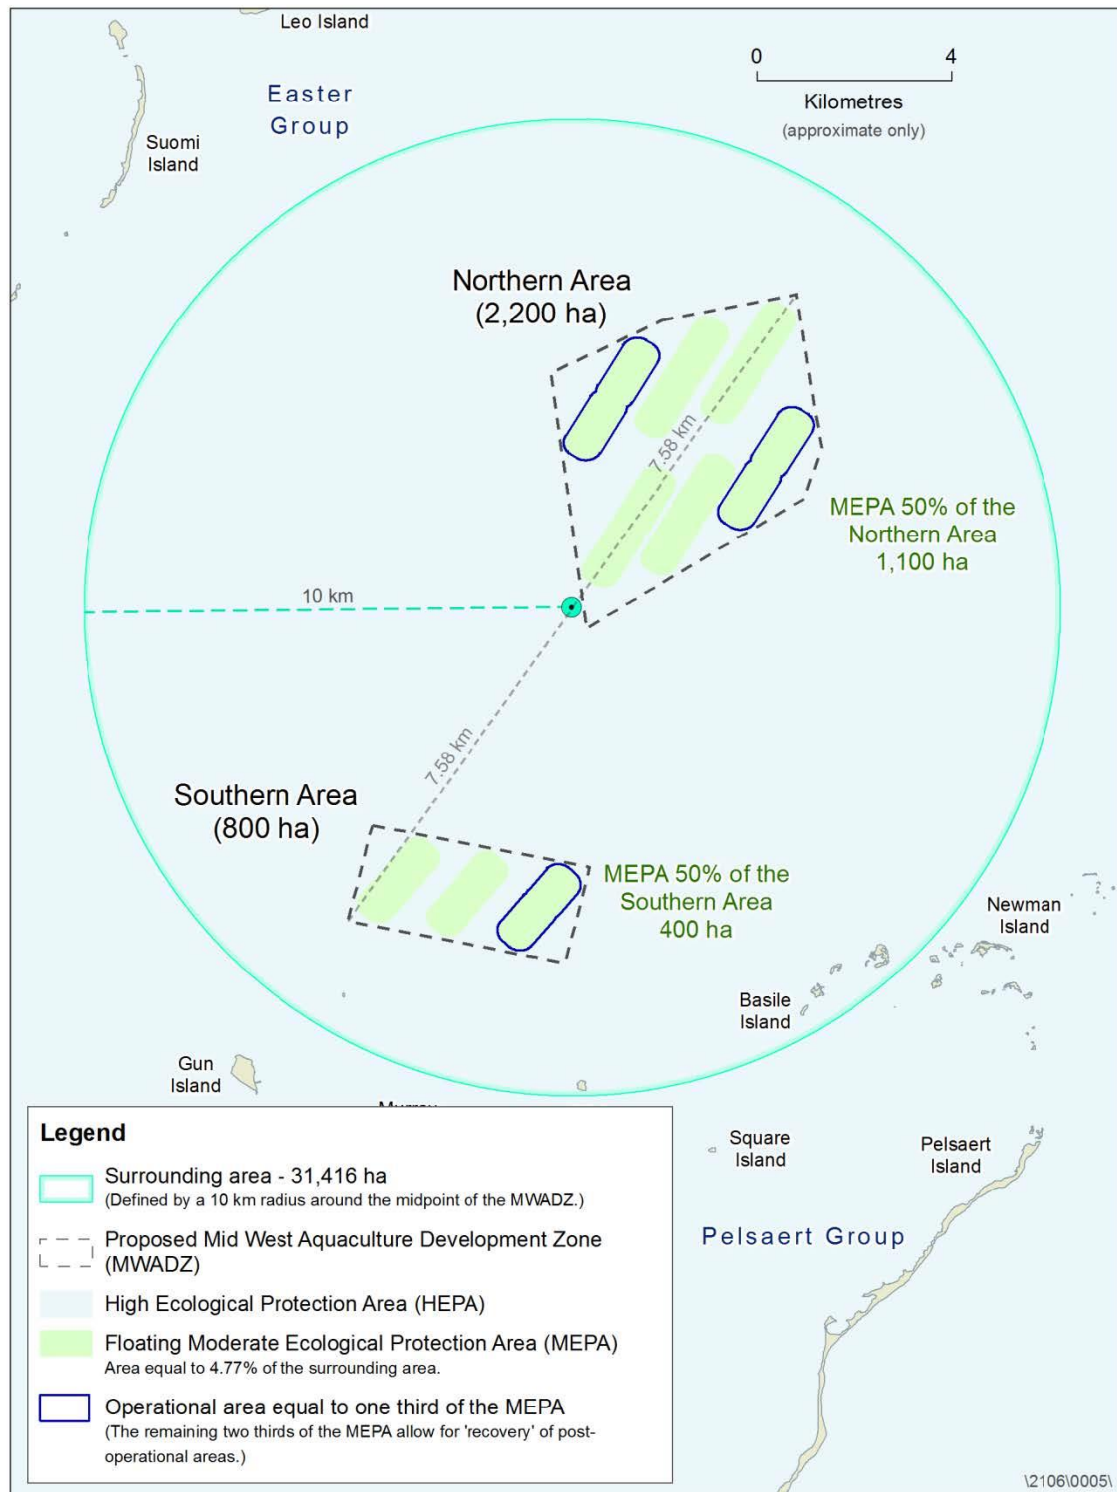 Leo Island
0 4
Kilometres
(approximate only)
Easter
Group
Suomi
Island
Northern Area
(2,200 ha)
7.58 km
MEPA 50% of the
Northern Area
1,100 ha
10 km
7.58 km
Southern Area
(800 ha)
MEPA 50% of the
Southern Area
400 ha
Newman
Island
Basile
Island
Gun
Island
Square
Island
Pelsaert
Island
Pelsaert Group
Legend
Surrounding area - 31,416 ha
(Defined by a 10 km radius around the midpoint of the MWADZ.)
Proposed Mid West Aquaculture Development Zone
(MWADZ)
High Ecological Protection Area (HEPA)
Floating Moderate Ecological Protection Area (MEPA)
Area equal to 4.77% of the surrounding area.
Operational area equal to one third of the MEPA
(The remaining two thirds of the MEPA allow for 'recovery' of post-
operational areas.)
\2106\0005\